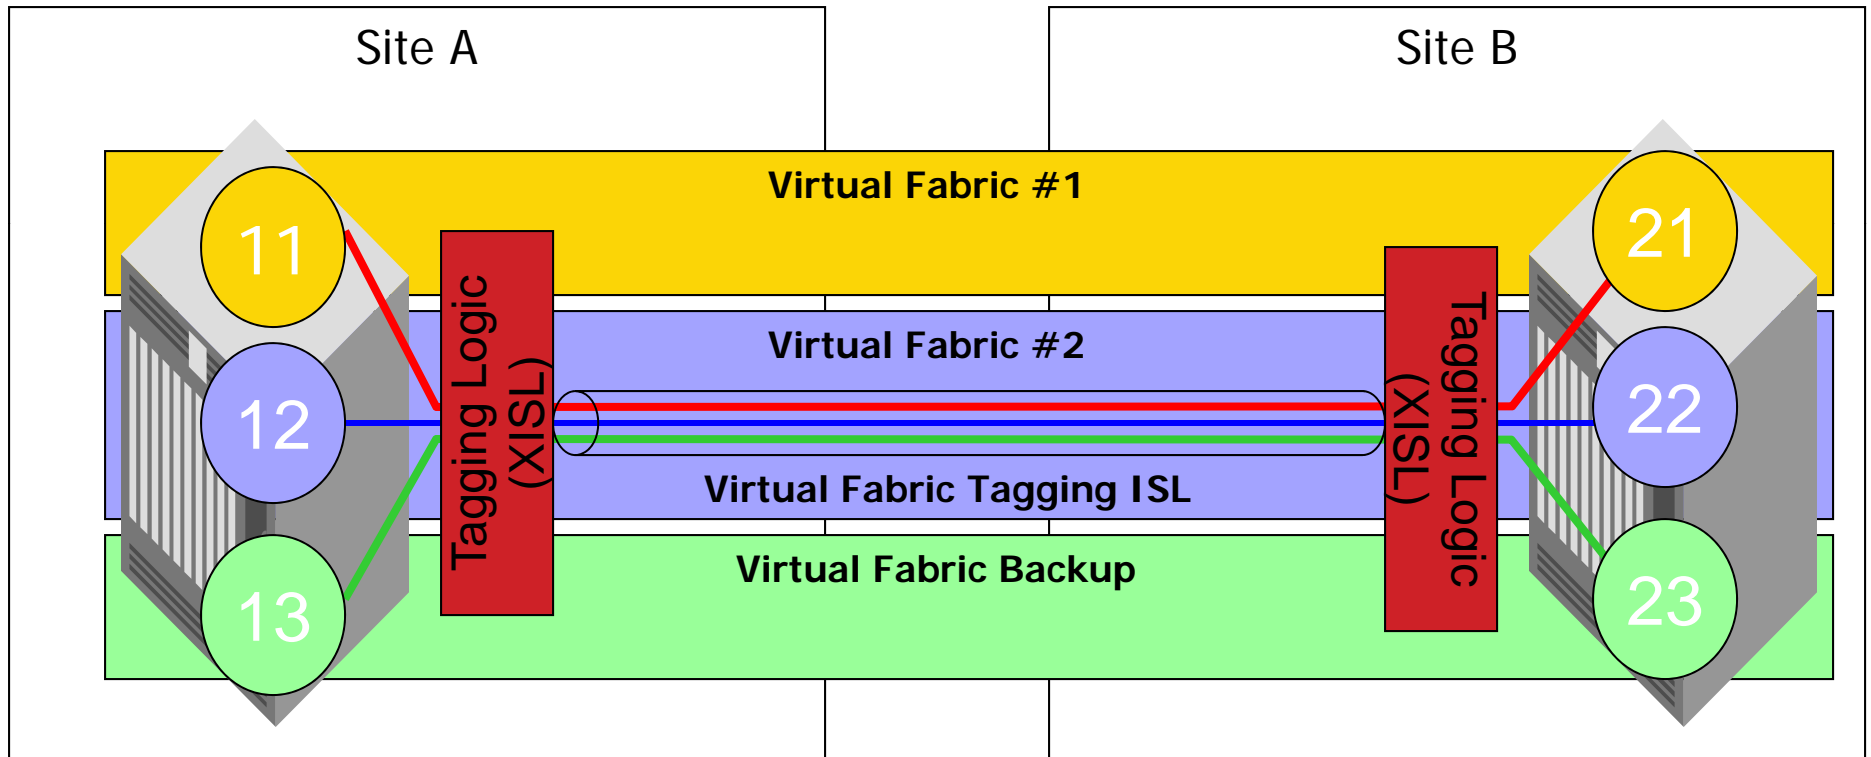 Site A
Site B
Virtual Fabric #1
11
21
Virtual Fabric #2
Tagging Logic
(XISL)
Tagging Logic
(XISL)
12
22
Virtual Fabric Tagging ISL
Virtual Fabric Backup
13
23